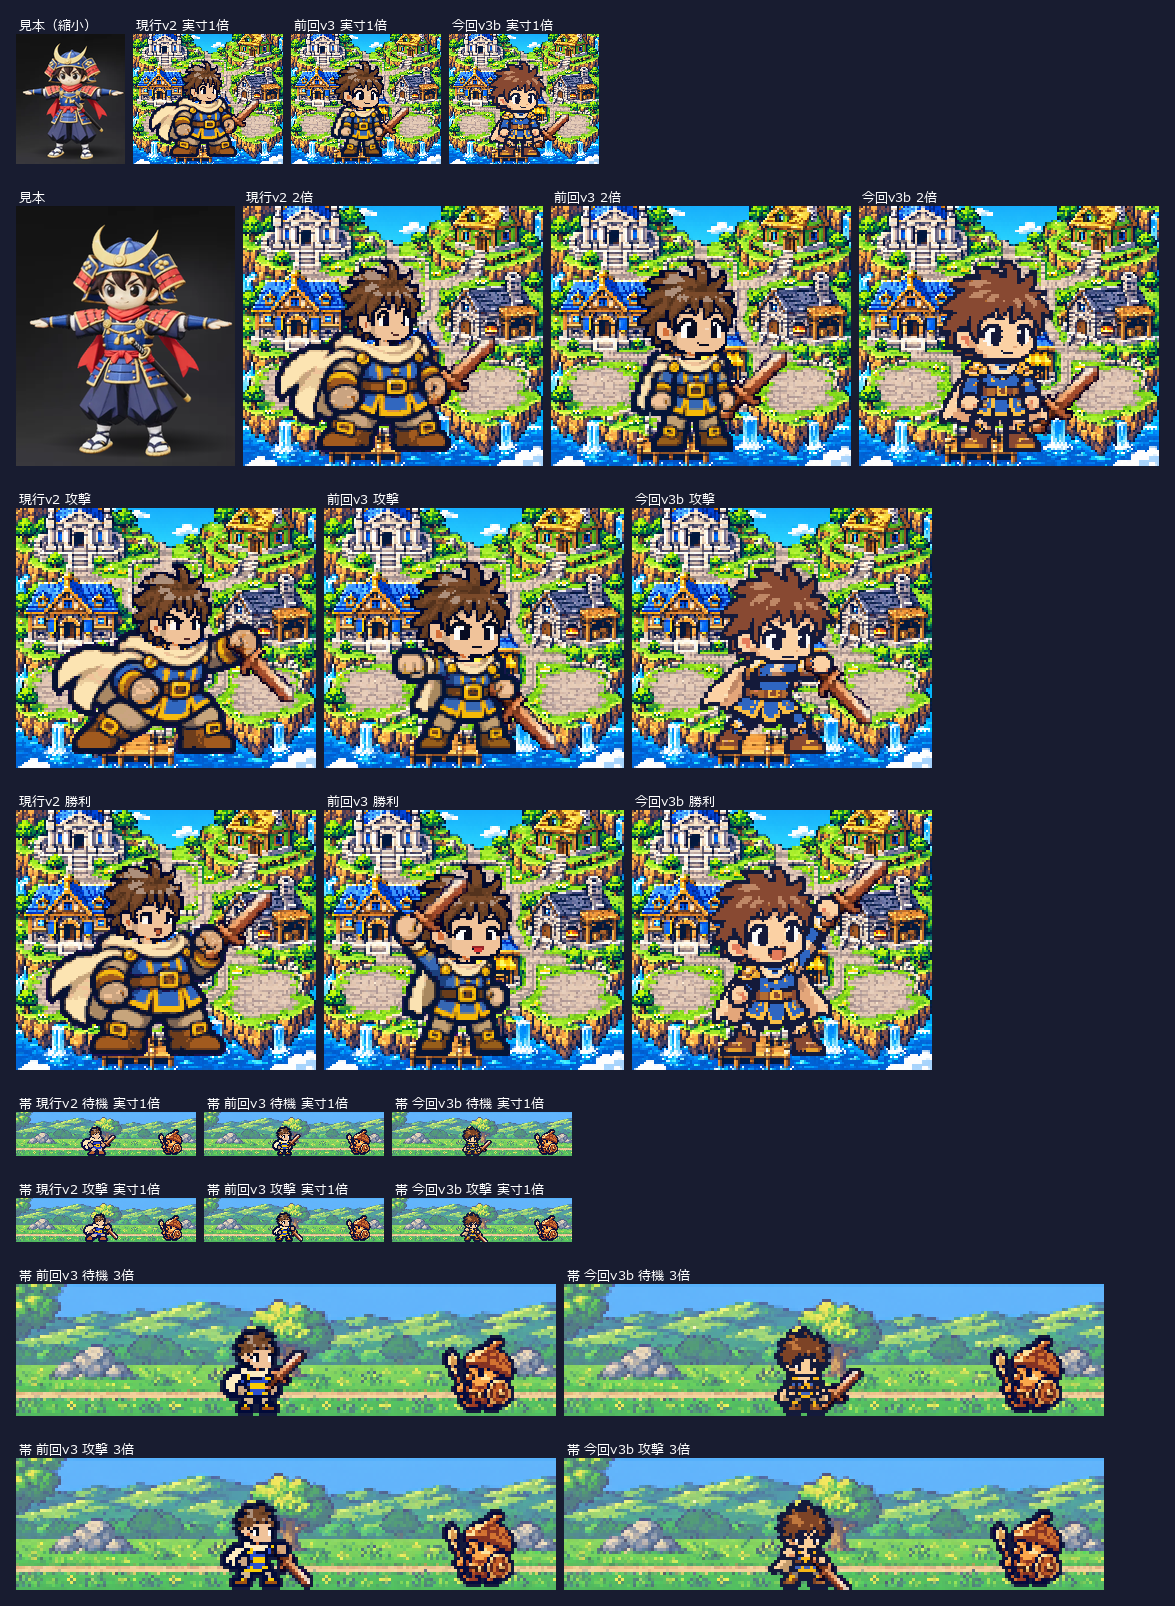 見本（縮小）
現行v2 実寸1倍
前回v3 実寸1倍
今回v3b 実寸1倍
見本
現行v2 2倍
前回v3 2倍
今回v3b 2倍
現行v2 攻撃
前回v3 攻撃
今回v3b 攻撃
現行v2 勝利
前回v3 勝利
今回v3b 勝利
帯 現行v2 待機 実寸1倍
帯 前回v3 待機 実寸1倍
帯 今回v3b 待機 実寸1倍
帯 現行v2 攻撃 実寸1倍
帯 前回v3 攻撃 実寸1倍
帯 今回v3b 攻撃 実寸1倍
帯 前回v3 待機 3倍
帯 今回v3b 待機 3倍
帯 前回v3 攻撃 3倍
帯 今回v3b 攻撃 3倍